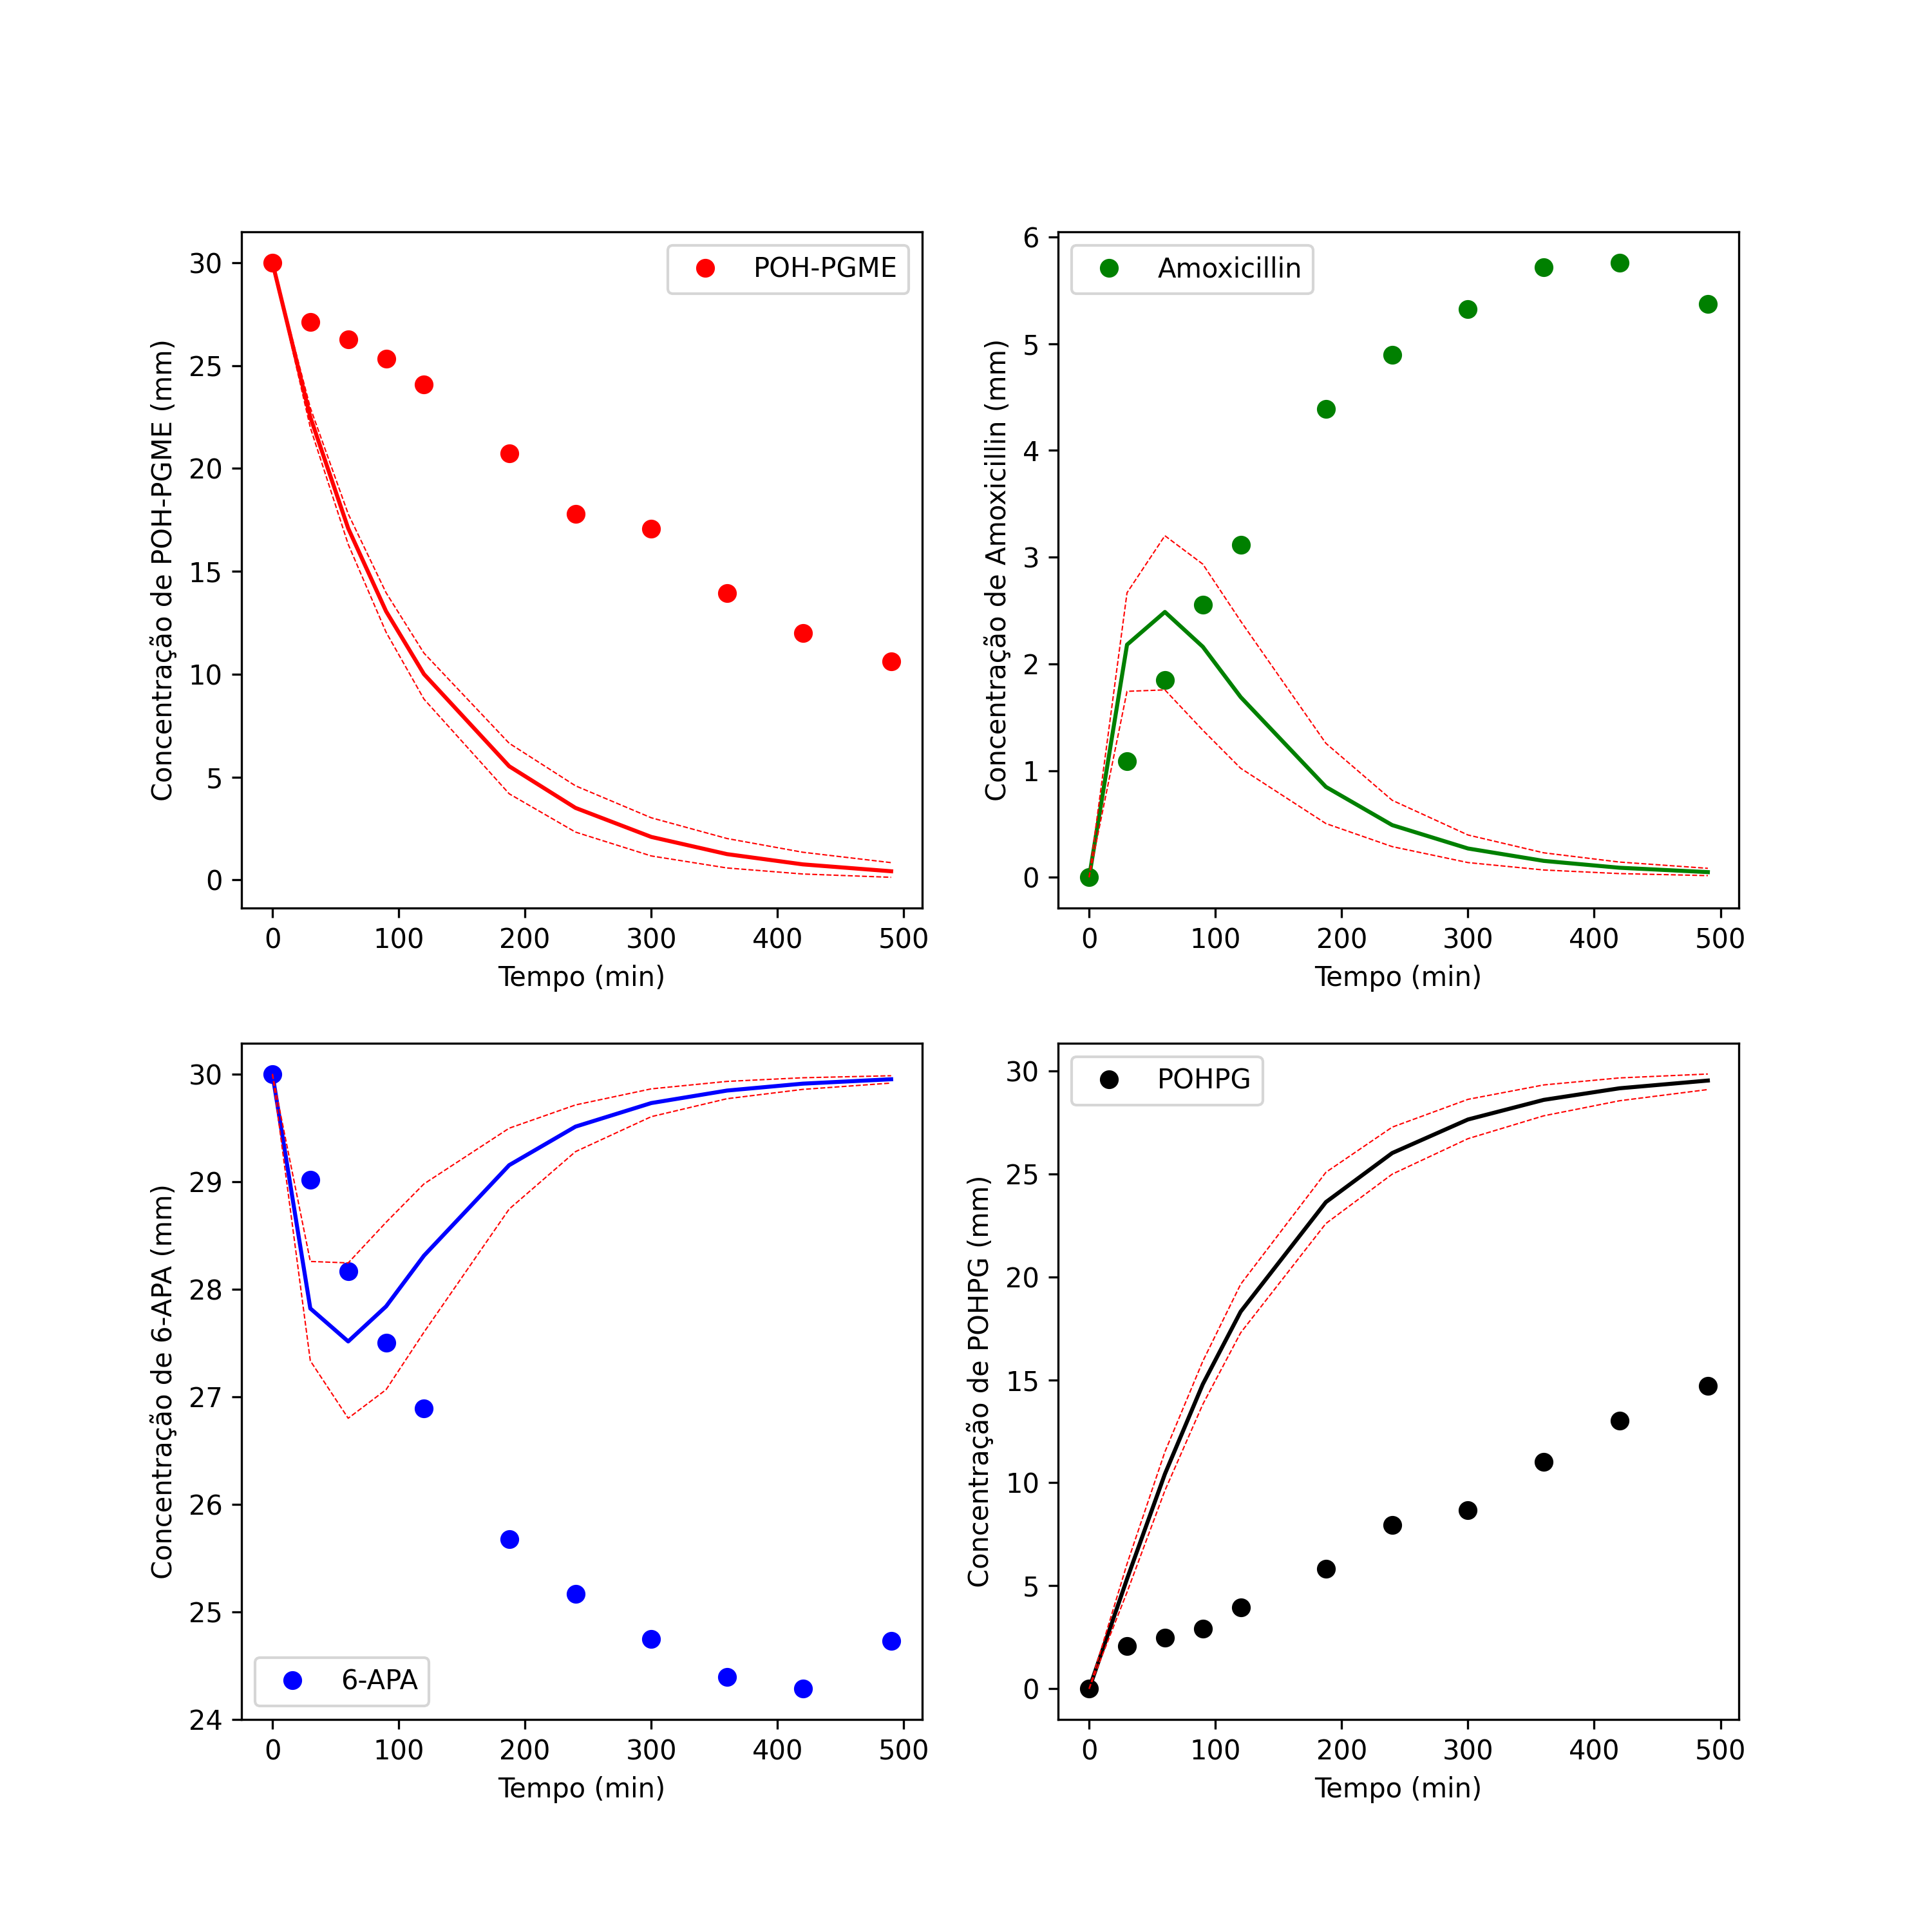 POH-PGME
Concentração de POH-PGME (mm)
30
25
20
15
10
5
0
0 100 200 300 400 500
Tempo (min)
Amoxicillin
Concentração de Amoxicillin (mm)
6
5
4
3
2
1
0
0 100 200 300 400 500
Tempo (min)
Concentração de 6-APA (mm)
30
29
28
27
26
25
24
6-APA
0 100 200 300 400 500
Tempo (min)
POHPG
Concentração de POHPG (mm)
30
25
20
15
10
5
0
0 100 200 300 400 500
Tempo (min)